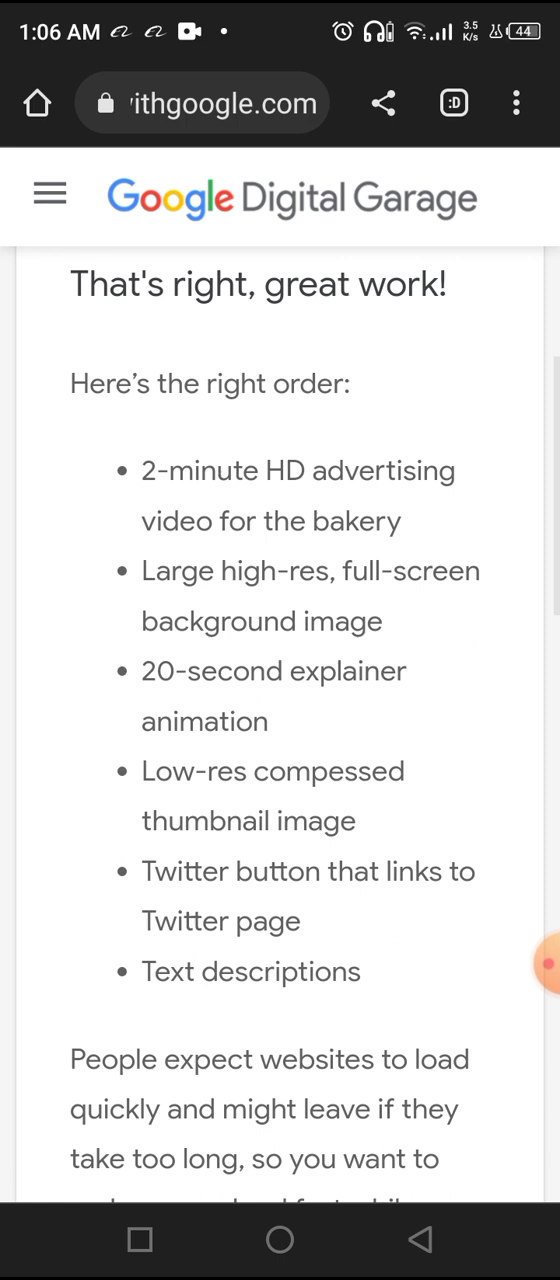 1:06 AM
3.5
K/s
44
ithgoogle.com
:D
Google Digital Garage
That's right, great work!
Here’s the right order:
• 2-minute HD advertising
video for the bakery
• Large high-res, full-screen
background image
• 20-second explainer
animation
• Low-res compessed
thumbnail image
• Twitter button that links to
Twitter page
• Text descriptions
People expect websites to load
quickly and might leave if they
take too long, so you want to